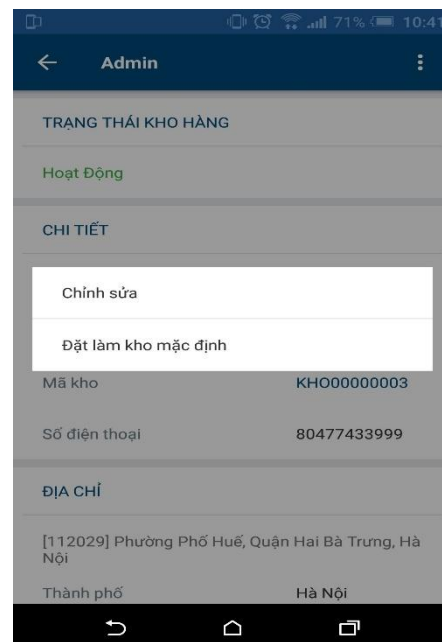 71% 10:41
Admin
TRẠNG THÁI KHO HÀNG
Hoạt Động
CHI TIẾT
Chỉnh sửa
Đặt làm kho mặc định
Mã kho KHO00000003
Số điện thoại 80477433999
ĐỊA CHỈ
[112029] Phường Phố Huế, Quận Hai Bà Trưng, Hà
Nội
Thành phố Hà Nội